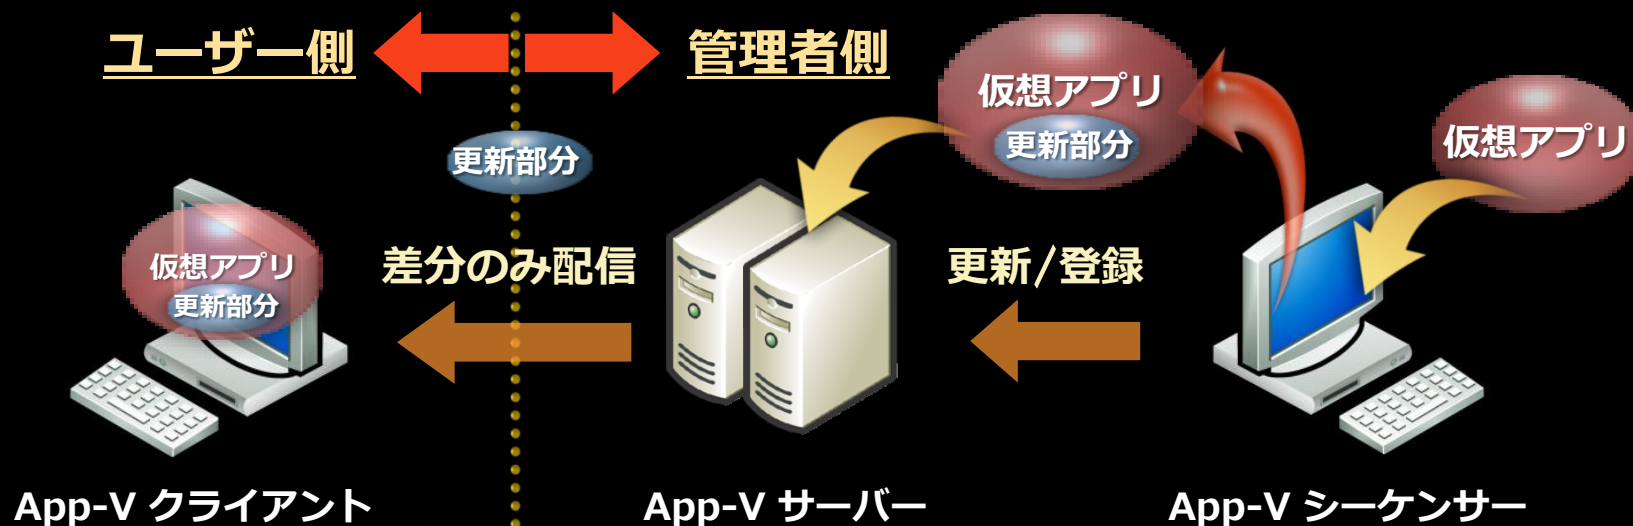 ユーザー側
管理者側
仮想アプリ
更新部分
仮想アプリ
更新部分
仮想アプリ
更新部分
差分のみ配信
更新/登録
App-V クライアント
App-V サーバー
App-V シーケンサー